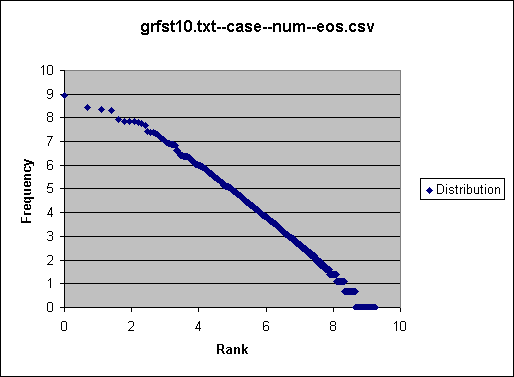 grfst10.txt--case--num--eos.csv
10
9
8
7
6
5
4
3
2
1
0
Frequency
0 2 4 6 8 10
Rank
Distribution